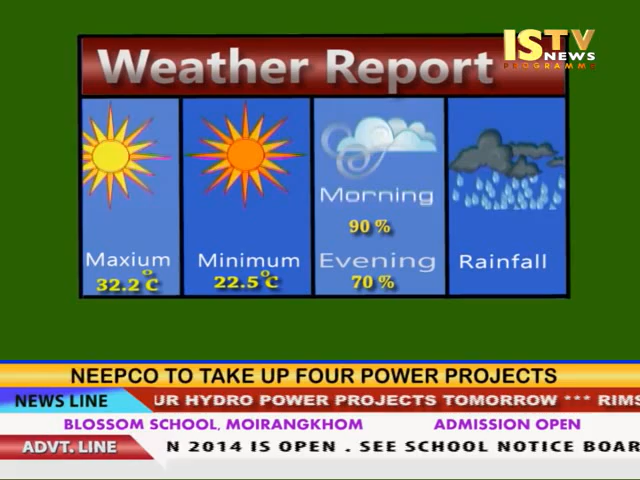 ISTV
NEWS
PROGRAMME
Weather Report
Maxium
32.2°C
Minimum
22.5°C
Morning
90 %
Evening
70 %
Rainfall
NEEPCO TO TAKE UP FOUR POWER PROJECTS
NEWS LINE
UR HYDRO POWER PROJECTS TOMORROW *** RIMS
BLOSSOM SCHOOL, MOIRANGKHOM ADMISSION OPEN
ADVT. LINE
N 2014 IS OPEN . SEE SCHOOL NOTICE BOAR